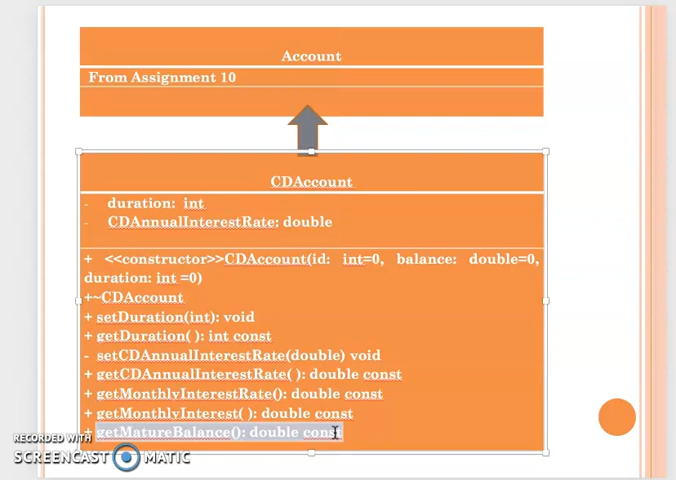 Account
From Assignment 10
CDAccount
- duration: int
- CDAnnualInterestRate: double
+ <<constructor>>CDAccount(id: int=0, balance: double=0,
duration: int =0)
+~CDAccount
+ setDuration(int): void
+ getDuration( ): int const
- setCDAnnualInterestRate(double) void
+ getCDAnnualInterestRate( ): double const
+ getMonthlyInterestRate(): double const
+ getMonthlyInterest( ): double const
+ getMatureBalance(): double const
RECORDED WITH
SCREENCAST MATIC